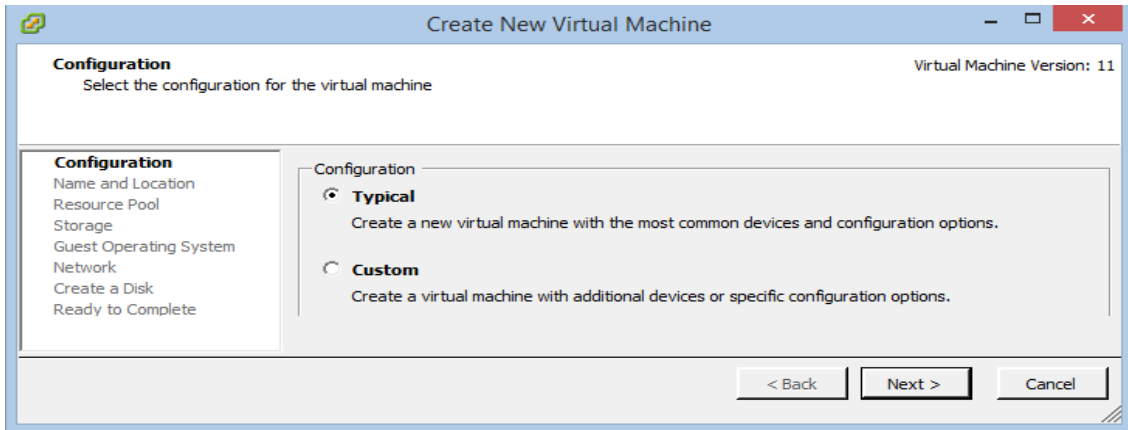 Create New Virtual Machine
Configuration
Select the configuration for the virtual machine
Virtual Machine Version: 11
Configuration
Name and Location
Resource Pool
Storage
Guest Operating System
Network
Create a Disk
Ready to Complete
Configuration
Typical
Create a new virtual machine with the most common devices and configuration options.
Custom
Create a virtual machine with additional devices or specific configuration options.
< Back
Next >
Cancel